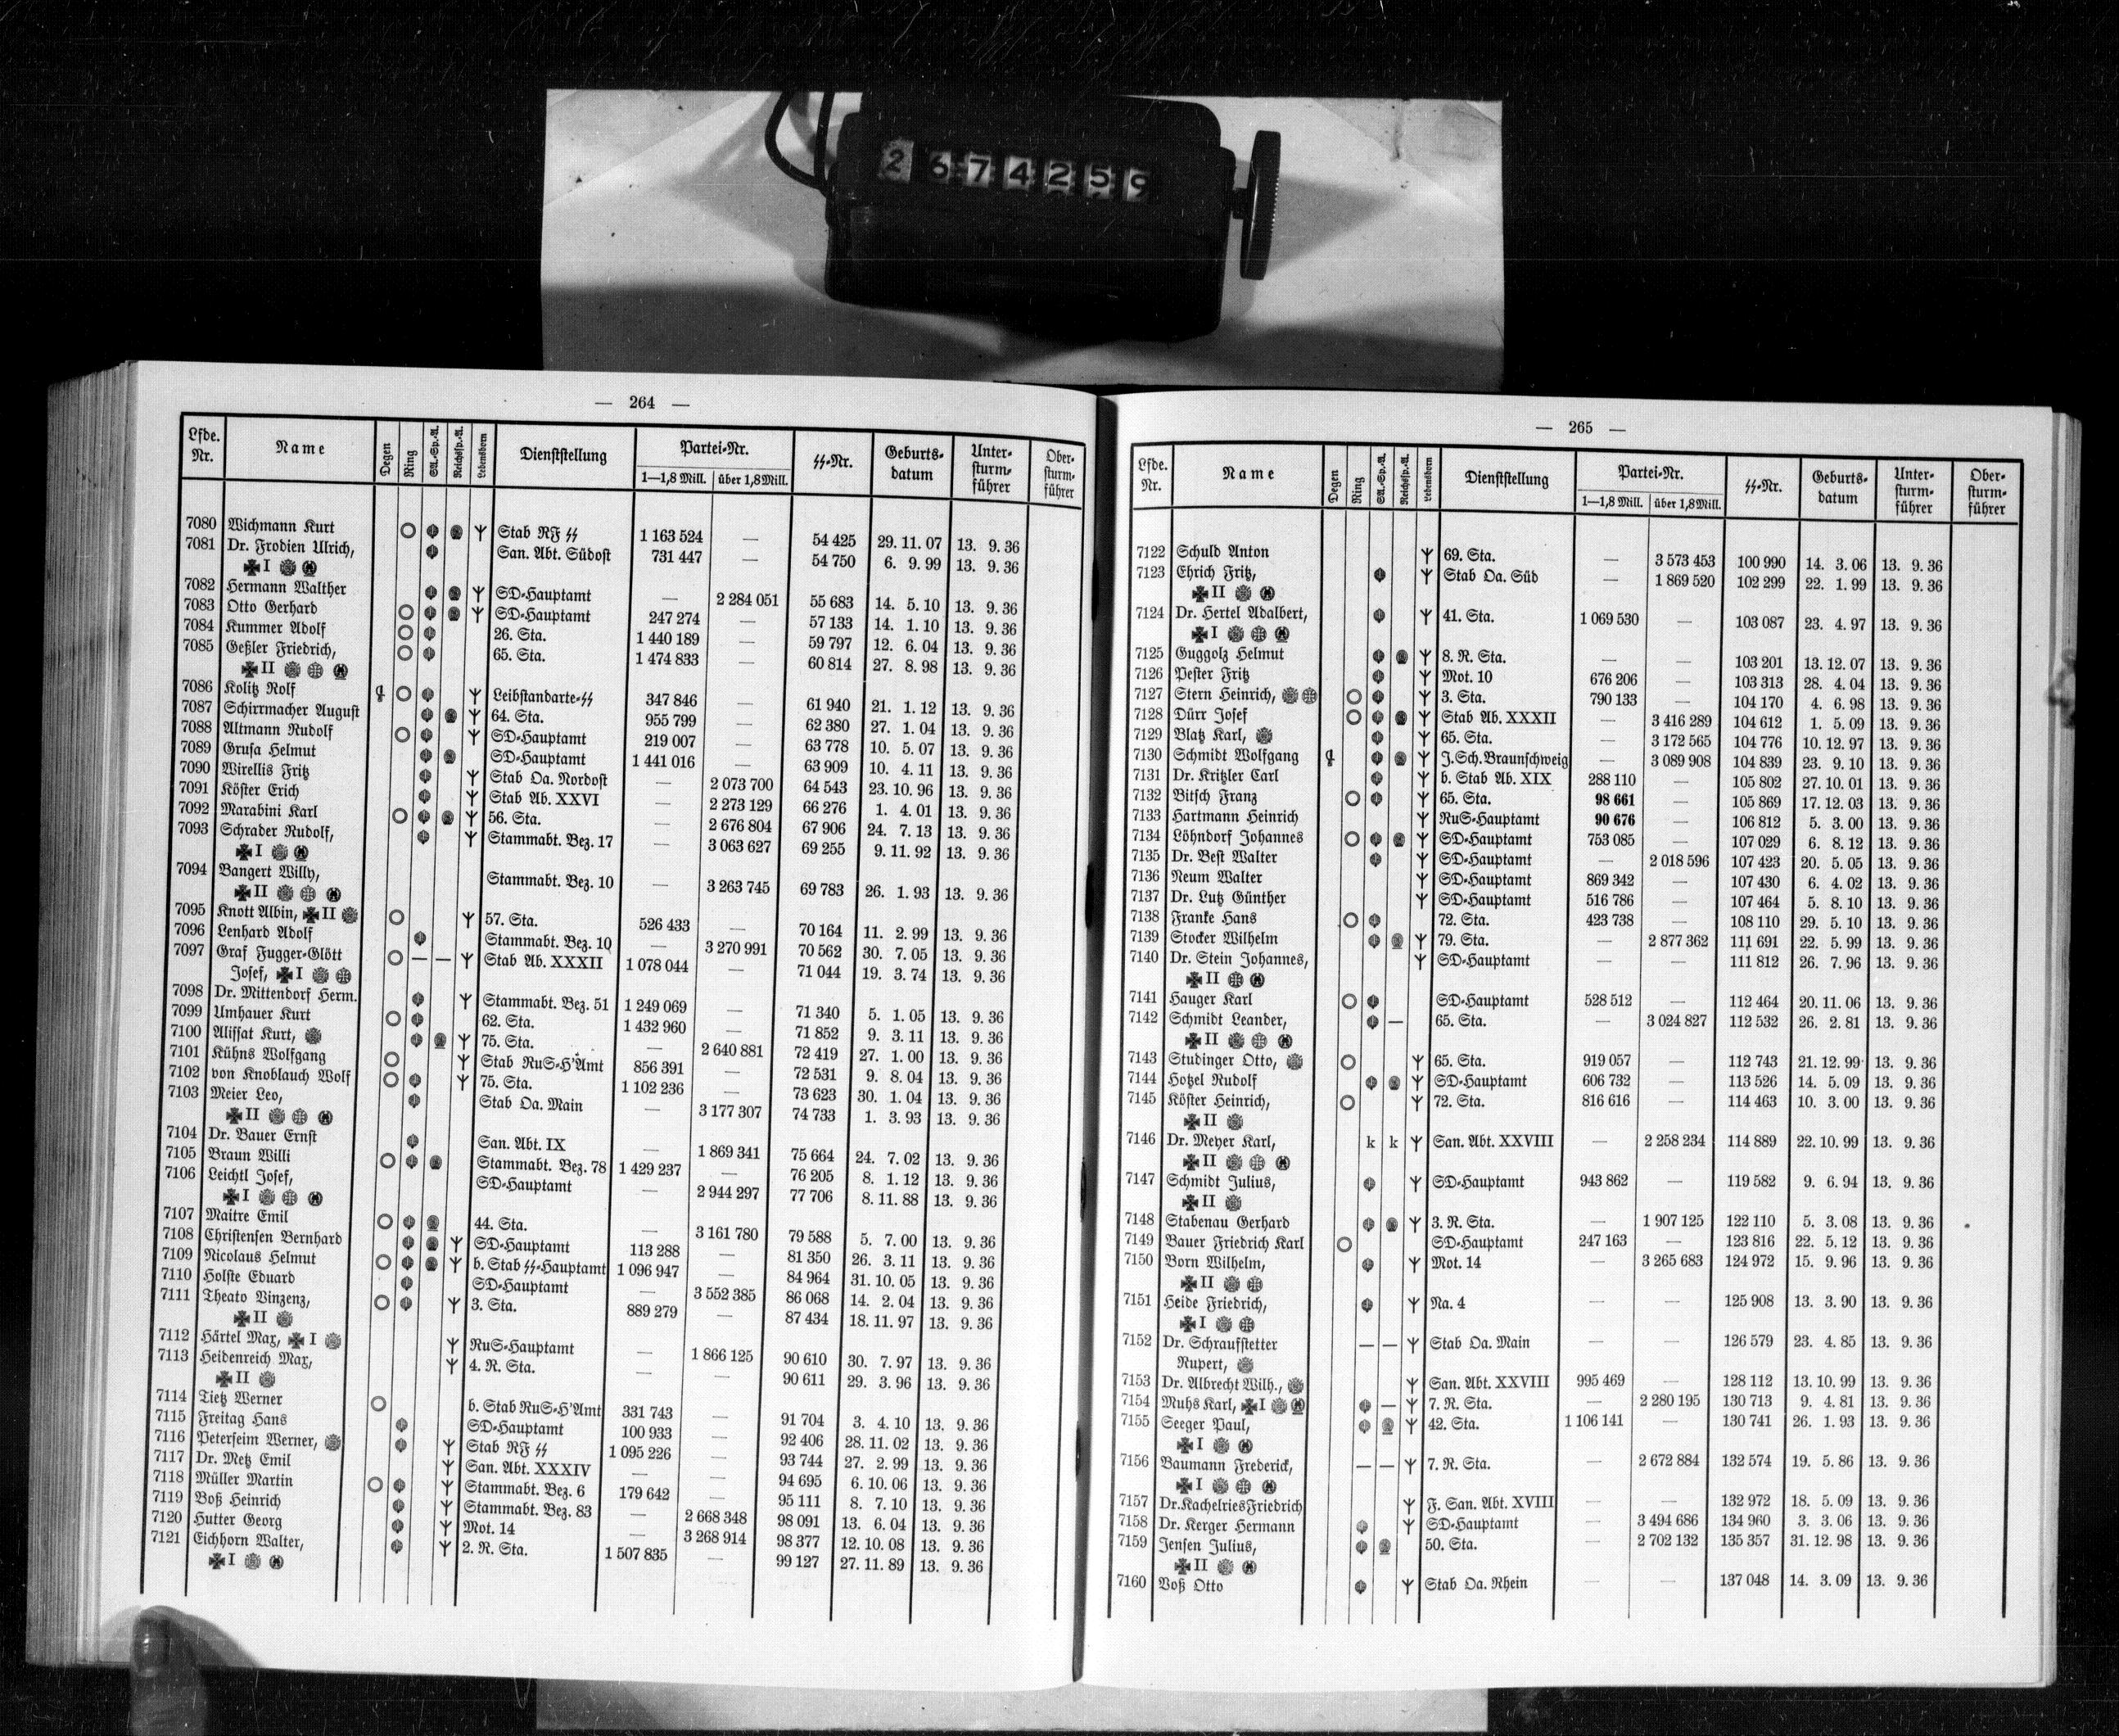 2 6 7 4 2 5 9
— 264 —
Lfde. Nr. Name Degen Ring SA.-Sp.-A. Reichssp.-A. Lebensborn Dienststellung Partei-Nr. 1—1,8 Mill. über 1,8 Mill. SS-Nr. Geburts-datum Unter-sturm-führer Ober-sturm-führer
7080 Wichmann Kurt Stab RF SS 1 163 524 — 54 425 29. 11. 07 13. 9. 36
7081 Dr. Frodien Ulrich, San. Abt. Südost 731 447 — 54 750 6. 9. 99 13. 9. 36
I
7082 Hermann Walther SD-Hauptamt — 2 284 051 55 683 14. 5. 10 13. 9. 36
7083 Otto Gerhard SD-Hauptamt 247 274 — 57 133 14. 1. 10 13. 9. 36
7084 Kummer Adolf 26. Sta. 1 440 189 — 59 797 12. 6. 04 13. 9. 36
7085 Geßler Friedrich, 65. Sta. 1 474 833 — 60 814 27. 8. 98 13. 9. 36
II
7086 Kolitz Rolf Leibstandarte-SS 347 846 — 61 940 21. 1. 12 13. 9. 36
7087 Schirrmacher August 64. Sta. 955 799 — 62 380 27. 1. 04 13. 9. 36
7088 Altmann Rudolf SD-Hauptamt 219 007 — 63 778 10. 5. 07 13. 9. 36
7089 Grusa Helmut SD-Hauptamt 1 441 016 — 63 909 10. 4. 11 13. 9. 36
7090 Wirellis Fritz Stab Oa. Nordost — 2 073 700 64 543 23. 10. 96 13. 9. 36
7091 Köster Erich Stab Ab. XXVI — 2 273 129 66 276 1. 4. 01 13. 9. 36
7092 Marabini Karl 56. Sta. — 2 676 804 67 906 24. 7. 13 13. 9. 36
7093 Schrader Rudolf, Stammabt. Bez. 17 — 3 063 627 69 255 9. 11. 92 13. 9. 36
I
7094 Bangert Willy, Stammabt. Bez. 10 — 3 263 745 69 783 26. 1. 93 13. 9. 36
II
7095 Knott Albin, II 57. Sta. 526 433 — 70 164 11. 2. 99 13. 9. 36
7096 Lenhard Adolf Stammabt. Bez. 10 — 3 270 991 70 562 30. 7. 05 13. 9. 36
7097 Graf Fugger-Glött — — Stab Ab. XXXII 1 078 044 — 71 044 19. 3. 74 13. 9. 36
Josef, I
7098 Dr. Mittendorf Herm. Stammabt. Bez. 51 1 249 069 — 71 340 5. 1. 05 13. 9. 36
7099 Umhauer Kurt 62. Sta. 1 432 960 — 71 852 9. 3. 11 13. 9. 36
7100 Alissat Kurt, 75. Sta. — 2 640 881 72 419 27. 1. 00 13. 9. 36
7101 Kühns Wolfgang Stab RuS-H'Amt 856 391 — 72 531 9. 8. 04 13. 9. 36
7102 von Knoblauch Wolf 75. Sta. 1 102 236 — 73 623 30. 1. 04 13. 9. 36
7103 Meier Leo, Stab Oa. Main — 3 177 307 74 733 1. 3. 93 13. 9. 36
II
7104 Dr. Bauer Ernst San. Abt. IX — 1 869 341 75 664 24. 7. 02 13. 9. 36
7105 Braun Willi Stammabt. Bez. 78 1 429 237 — 76 205 8. 1. 12 13. 9. 36
7106 Leichtl Josef, SD-Hauptamt — 2 944 297 77 706 8. 11. 88 13. 9. 36
I
7107 Maitre Emil 44. Sta. — 3 161 780 79 588 5. 7. 00 13. 9. 36
7108 Christensen Bernhard SD-Hauptamt 113 288 — 81 350 26. 3. 11 13. 9. 36
7109 Nicolaus Helmut b. Stab SS-Hauptamt 1 096 947 — 84 964 31. 10. 05 13. 9. 36
7110 Holste Eduard SD-Hauptamt — 3 552 385 86 068 14. 2. 04 13. 9. 36
7111 Theato Vinzenz, 3. Sta. 889 279 — 87 434 18. 11. 97 13. 9. 36
II
7112 Härtel Max, I RuS-Hauptamt — 1 866 125 90 610 30. 7. 97 13. 9. 36
7113 Heidenreich Max, 4. R. Sta. — — 90 611 29. 3. 96 13. 9. 36
II
7114 Tietz Werner b. Stab RuS-H'Amt 331 743 — 91 704 3. 4. 10 13. 9. 36
7115 Freitag Hans SD-Hauptamt 100 933 — 92 406 28. 11. 02 13. 9. 36
7116 Peterseim Werner, Stab RF SS 1 095 226 — 93 744 27. 2. 99 13. 9. 36
7117 Dr. Metz Emil San. Abt. XXXIV — — 94 695 6. 10. 06 13. 9. 36
7118 Müller Martin Stammabt. Bez. 6 179 642 — 95 111 8. 7. 10 13. 9. 36
7119 Voß Heinrich Stammabt. Bez. 83 — 2 668 348 98 091 13. 6. 04 13. 9. 36
7120 Hutter Georg Mot. 14 — 3 268 914 98 377 12. 10. 08 13. 9. 36
7121 Eichhorn Walter, 2. R. Sta. 1 507 835 — 99 127 27. 11. 89 13. 9. 36
I
— 265 —
Lfde. Nr. Name Degen Ring SA.-Sp.-A. Reichssp.-A. Lebensborn Dienststellung Partei-Nr. 1—1,8 Mill. über 1,8 Mill. SS-Nr. Geburts-datum Unter-sturm-führer Ober-sturm-führer
7122 Schuld Anton 69. Sta. — 3 573 453 100 990 14. 3. 06 13. 9. 36
7123 Ehrich Fritz, Stab Oa. Süd — 1 869 520 102 299 22. 1. 99 13. 9. 36
II
7124 Dr. Hertel Adalbert, 41. Sta. 1 069 530 — 103 087 23. 4. 97 13. 9. 36
I
7125 Guggolz Helmut 8. R. Sta. — — 103 201 13. 12. 07 13. 9. 36
7126 Pester Fritz Mot. 10 676 206 — 103 313 28. 4. 04 13. 9. 36
7127 Stern Heinrich, 3. Sta. 790 133 — 104 170 4. 6. 98 13. 9. 36
7128 Dürr Josef Stab Ab. XXXII — 3 416 289 104 612 1. 5. 09 13. 9. 36
7129 Blatz Karl, 65. Sta. — 3 172 565 104 776 10. 12. 97 13. 9. 36
7130 Schmidt Wolfgang J.Sch.Braunschweig — 3 089 908 104 839 23. 9. 10 13. 9. 36
7131 Dr. Kritzler Carl b. Stab Ab. XIX 288 110 — 105 802 27. 10. 01 13. 9. 36
7132 Bitsch Franz 65. Sta. 98 661 — 105 869 17. 12. 03 13. 9. 36
7133 Hartmann Heinrich RuS-Hauptamt 90 676 — 106 812 5. 3. 00 13. 9. 36
7134 Löhndorf Johannes SD-Hauptamt 753 085 — 107 029 6. 8. 12 13. 9. 36
7135 Dr. Best Walter SD-Hauptamt — 2 018 596 107 423 20. 5. 05 13. 9. 36
7136 Neum Walter SD-Hauptamt 869 342 — 107 430 6. 4. 02 13. 9. 36
7137 Dr. Lutz Günther SD-Hauptamt 516 786 — 107 464 5. 8. 10 13. 9. 36
7138 Franke Hans 72. Sta. 423 738 — 108 110 29. 5. 10 13. 9. 36
7139 Stocker Wilhelm 79. Sta. — 2 877 362 111 691 22. 5. 99 13. 9. 36
7140 Dr. Stein Johannes, SD-Hauptamt — — 111 812 26. 7. 96 13. 9. 36
II
7141 Hauger Karl SD-Hauptamt 528 512 — 112 464 20. 11. 06 13. 9. 36
7142 Schmidt Leander, — 65. Sta. — 3 024 827 112 532 26. 2. 81 13. 9. 36
II
7143 Studinger Otto, 65. Sta. 919 057 — 112 743 21. 12. 99 13. 9. 36
7144 Hotzel Rudolf SD-Hauptamt 606 732 — 113 526 14. 5. 09 13. 9. 36
7145 Köster Heinrich, 72. Sta. 816 616 — 114 463 10. 3. 00 13. 9. 36
II
7146 Dr. Meyer Karl, k k San. Abt. XXVIII — 2 258 234 114 889 22. 10. 99 13. 9. 36
II
7147 Schmidt Julius, SD-Hauptamt 943 862 — 119 582 9. 6. 94 13. 9. 36
II
7148 Stabenau Gerhard 3. R. Sta. — 1 907 125 122 110 5. 3. 08 13. 9. 36
7149 Bauer Friedrich Karl SD-Hauptamt 247 163 — 123 816 22. 5. 12 13. 9. 36
7150 Born Wilhelm, Mot. 14 — 3 265 683 124 972 15. 9. 96 13. 9. 36
II
7151 Heide Friedrich, Na. 4 — — 125 908 13. 3. 90 13. 9. 36
I
7152 Dr. Schraufstetter — — Stab Oa. Main — — 126 579 23. 4. 85 13. 9. 36
Rupert,
7153 Dr. Albrecht Wilh., San. Abt. XXVIII 995 469 — 128 112 13. 10. 99 13. 9. 36
7154 Muhs Karl, I — 7. R. Sta. — 2 280 195 130 713 9. 4. 81 13. 9. 36
7155 Seeger Paul, 42. Sta. 1 106 141 — 130 741 26. 1. 93 13. 9. 36
I
7156 Baumann Frederick, — — 7. R. Sta. — 2 672 884 132 574 19. 5. 86 13. 9. 36
I
7157 Dr.KachelriesFriedrich F. San. Abt. XVIII — — 132 972 18. 5. 09 13. 9. 36
7158 Dr. Kerger Hermann SD-Hauptamt — 3 494 686 134 960 3. 3. 06 13. 9. 36
7159 Jensen Julius, 50. Sta. — 2 702 132 135 357 31. 12. 98 13. 9. 36
II
7160 Voß Otto Stab Oa. Rhein — — 137 048 14. 3. 09 13. 9. 36